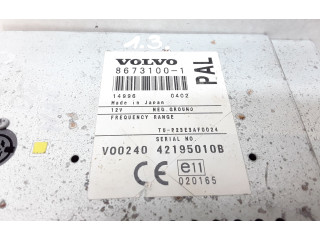 1.3
VOLVO
8673100-1
PAL
14996 0402
Made in Japan
12V NEG.GROUND
FREQUENCY RANGE
SERIAL NO.
V00240 42195010B
e11
020165